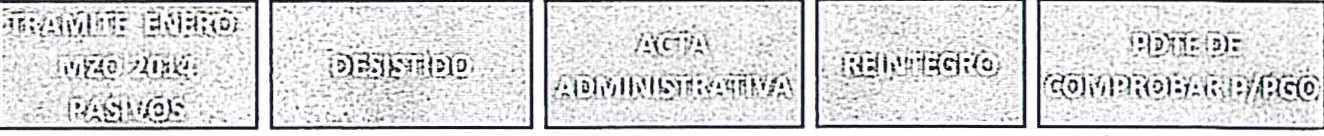 TRAMITE ENERO
MZO 2014
PASIVOS
DESISTIDO
ACTA
ADMINISTRATIVA
REINTEGRO
PDTE DE
COMPROBAR P/PGO